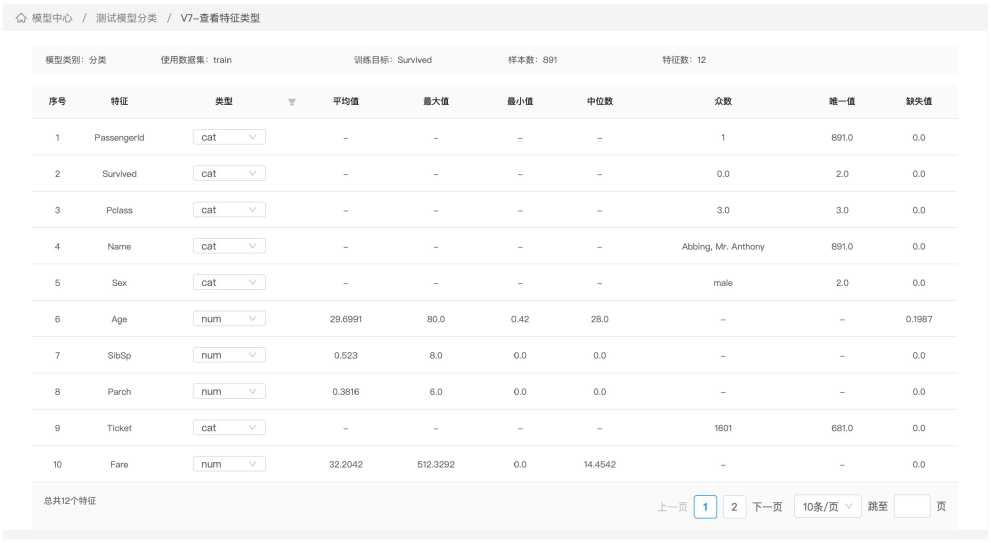 模型中心 / 测试模型分类 / V7-查看特征类型
模型类别：分类 使用数据集：train 训练目标：Survived 样本数：891 特征数：12
序号 特征 类型 平均值 最大值 最小值 中位数 众数 唯一值 缺失值
1 PassengerId cat - - - - 1 891.0 0.0
2 Survived cat - - - - 0.0 2.0 0.0
3 Pclass cat - - - - 3.0 3.0 0.0
4 Name cat - - - - Abbing, Mr. Anthony 891.0 0.0
5 Sex cat - - - - male 2.0 0.0
6 Age num 29.6991 80.0 0.42 28.0 - - 0.1987
7 SibSp num 0.523 8.0 0.0 0.0 - - 0.0
8 Parch num 0.3816 6.0 0.0 0.0 - - 0.0
9 Ticket cat - - - - 1601 681.0 0.0
10 Fare num 32.2042 512.3292 0.0 14.4542 - - 0.0
总共12个特征
上一页 1 2 下一页 10条/页 跳至 页